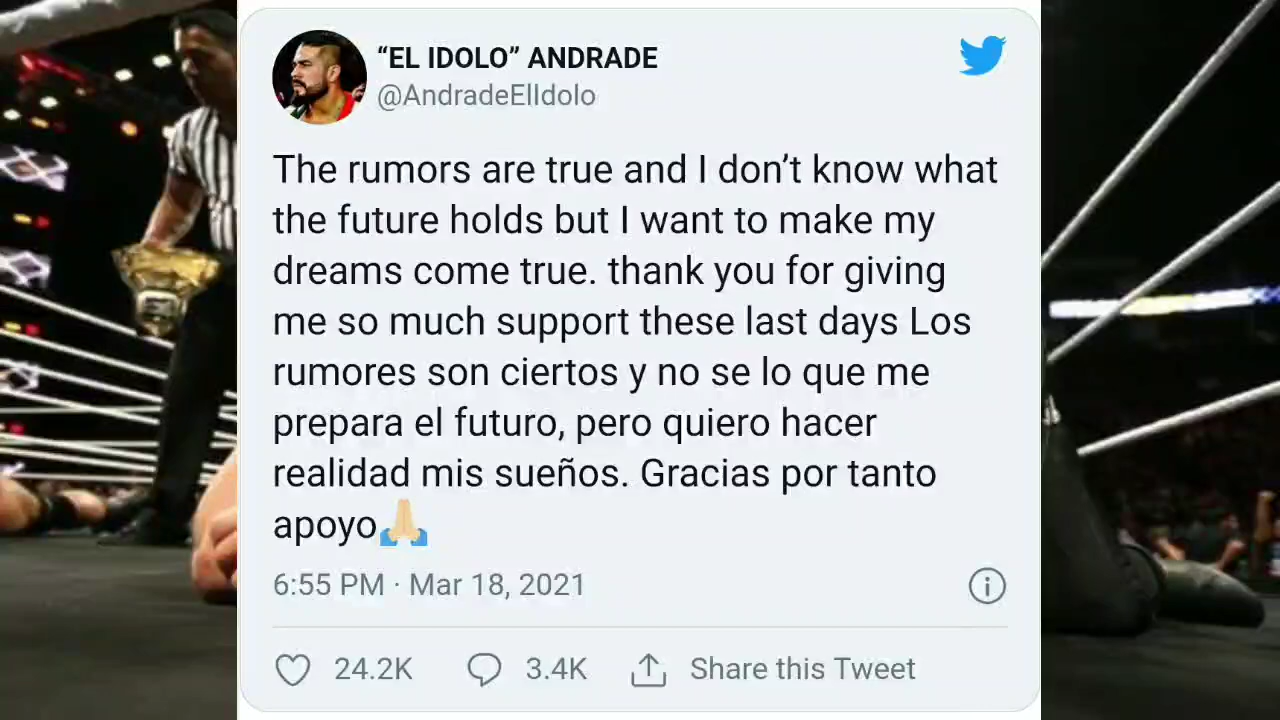 “EL IDOLO” ANDRADE
@AndradeElIdolo
The rumors are true and I don’t know what
the future holds but I want to make my
dreams come true. thank you for giving
me so much support these last days Los
rumores son ciertos y no se lo que me
prepara el futuro, pero quiero hacer
realidad mis sueños. Gracias por tanto
apoyo🙏🏼
6:55 PM · Mar 18, 2021
24.2K 3.4K Share this Tweet